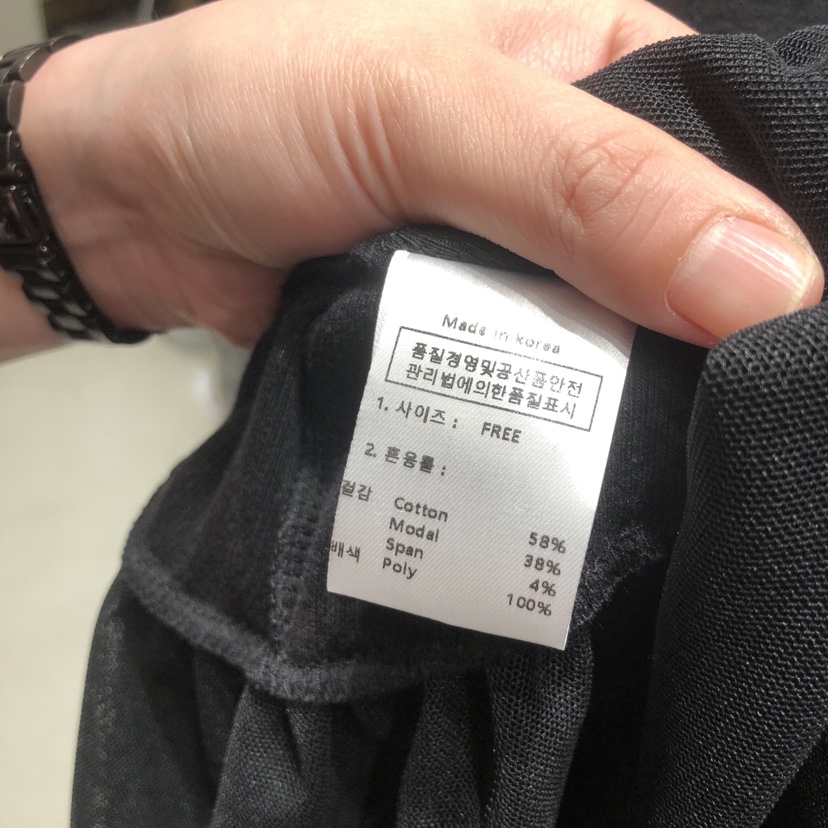 Made in korea
품질경영및공산품안전
관리법에의한품질표시
1. 사이즈 : FREE
2. 혼용률 :
겉감 Cotton 58%
Modal 38%
Span 4%
배색 Poly 100%